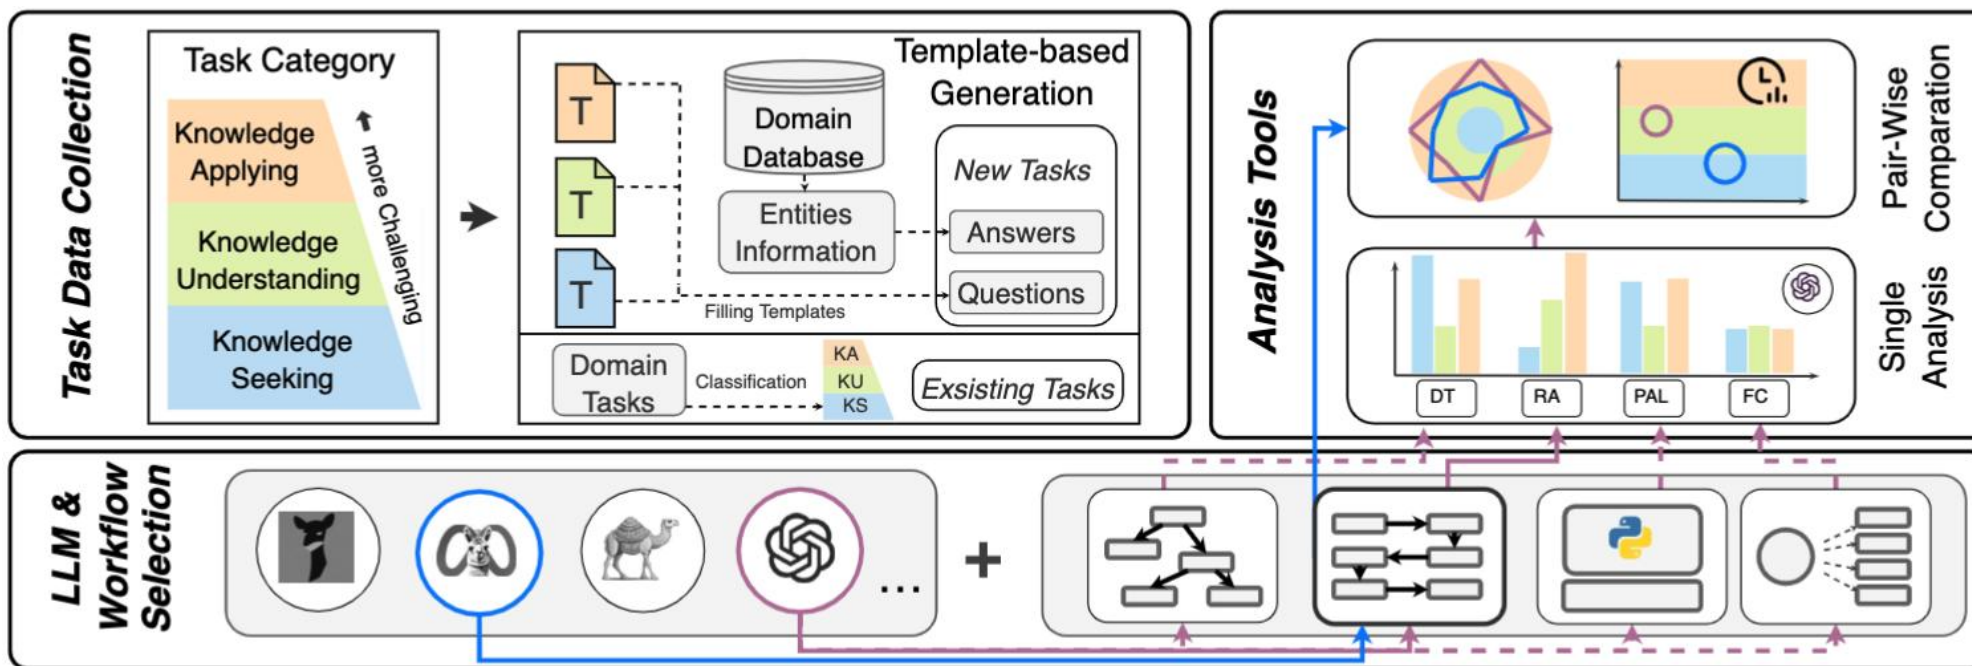 Task Data Collection
Task Category
Knowledge
Applying
Knowledge
Understanding
Knowledge
Seeking
more Challenging
Template-based
Generation
T
T
T
Domain
Database
Entities
Information
New Tasks
Answers
Questions
Filling Templates
Domain
Tasks
Classification
KA
KU
KS
Exsisting Tasks
Analysis Tools
Pair-Wise
Comparation
Single
Analysis
DT
RA
PAL
FC
LLM &
Workflow
Selection
...
+